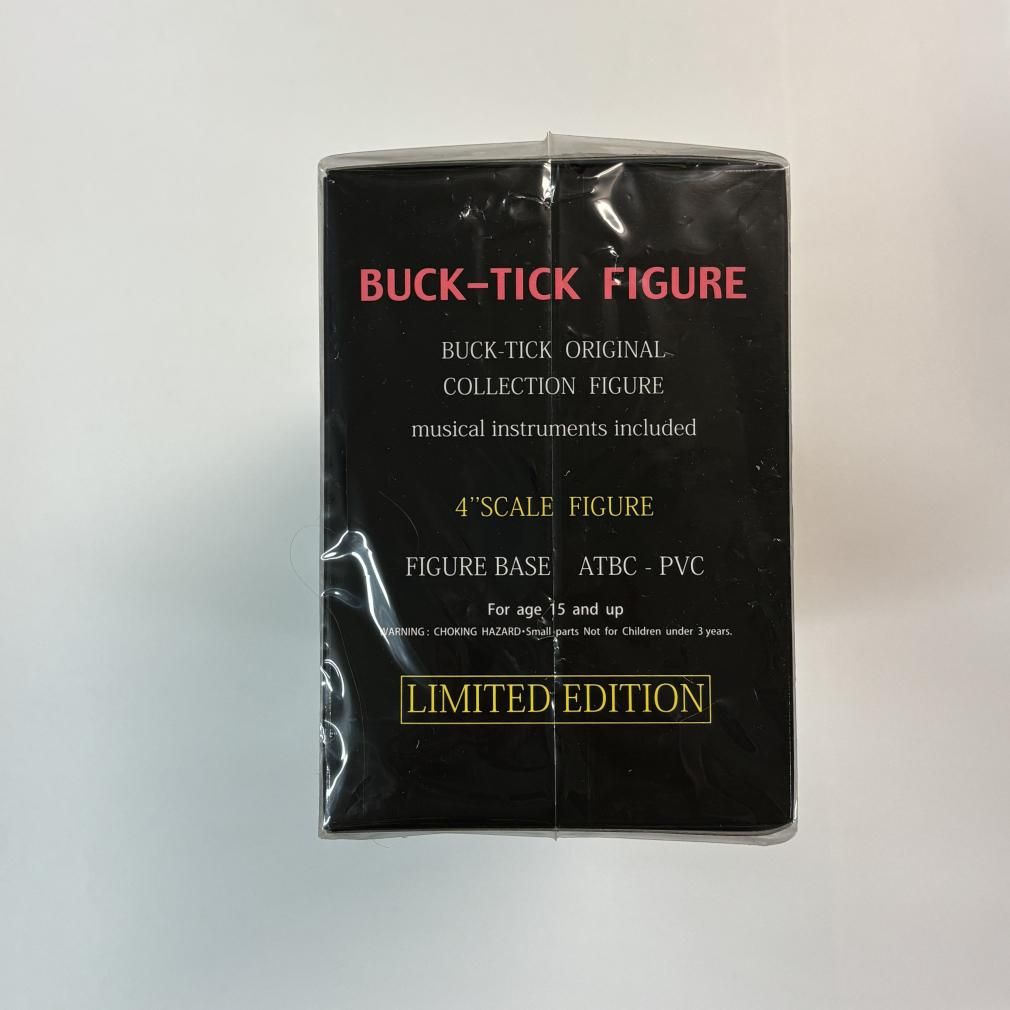 BUCK-TICK FIGURE
BUCK-TICK ORIGINAL
COLLECTION FIGURE
musical instruments included
4''SCALE FIGURE
FIGURE BASE ATBC - PVC
For age 15 and up
WARNING: CHOKING HAZARD•Small parts Not for Children under 3 years.
LIMITED EDITION